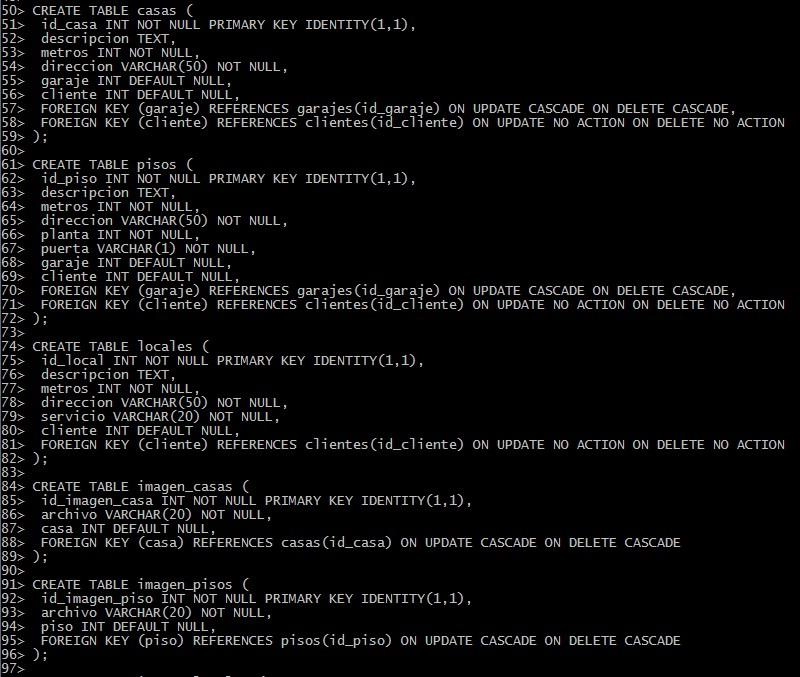 50> CREATE TABLE casas (
51>  id_casa INT NOT NULL PRIMARY KEY IDENTITY(1,1),
52>  descripcion TEXT,
53>  metros INT NOT NULL,
54>  direccion VARCHAR(50) NOT NULL,
55>  garaje INT DEFAULT NULL,
56>  cliente INT DEFAULT NULL,
57>  FOREIGN KEY (garaje) REFERENCES garajes(id_garaje) ON UPDATE CASCADE ON DELETE CASCADE,
58>  FOREIGN KEY (cliente) REFERENCES clientes(id_cliente) ON UPDATE NO ACTION ON DELETE NO ACTION
59> );
60>
61> CREATE TABLE pisos (
62>  id_piso INT NOT NULL PRIMARY KEY IDENTITY(1,1),
63>  descripcion TEXT,
64>  metros INT NOT NULL,
65>  direccion VARCHAR(50) NOT NULL,
66>  planta INT NOT NULL,
67>  puerta VARCHAR(1) NOT NULL,
68>  garaje INT DEFAULT NULL,
69>  cliente INT DEFAULT NULL,
70>  FOREIGN KEY (garaje) REFERENCES garajes(id_garaje) ON UPDATE CASCADE ON DELETE CASCADE,
71>  FOREIGN KEY (cliente) REFERENCES clientes(id_cliente) ON UPDATE NO ACTION ON DELETE NO ACTION
72> );
73>
74> CREATE TABLE locales (
75>  id_local INT NOT NULL PRIMARY KEY IDENTITY(1,1),
76>  descripcion TEXT,
77>  metros INT NOT NULL,
78>  direccion VARCHAR(50) NOT NULL,
79>  servicio VARCHAR(20) NOT NULL,
80>  cliente INT DEFAULT NULL,
81>  FOREIGN KEY (cliente) REFERENCES clientes(id_cliente) ON UPDATE NO ACTION ON DELETE NO ACTION
82> );
83>
84> CREATE TABLE imagen_casas (
85>  id_imagen_casa INT NOT NULL PRIMARY KEY IDENTITY(1,1),
86>  archivo VARCHAR(20) NOT NULL,
87>  casa INT DEFAULT NULL,
88>  FOREIGN KEY (casa) REFERENCES casas(id_casa) ON UPDATE CASCADE ON DELETE CASCADE
89> );
90>
91> CREATE TABLE imagen_pisos (
92>  id_imagen_piso INT NOT NULL PRIMARY KEY IDENTITY(1,1),
93>  archivo VARCHAR(20) NOT NULL,
94>  piso INT DEFAULT NULL,
95>  FOREIGN KEY (piso) REFERENCES pisos(id_piso) ON UPDATE CASCADE ON DELETE CASCADE
96> );
97>